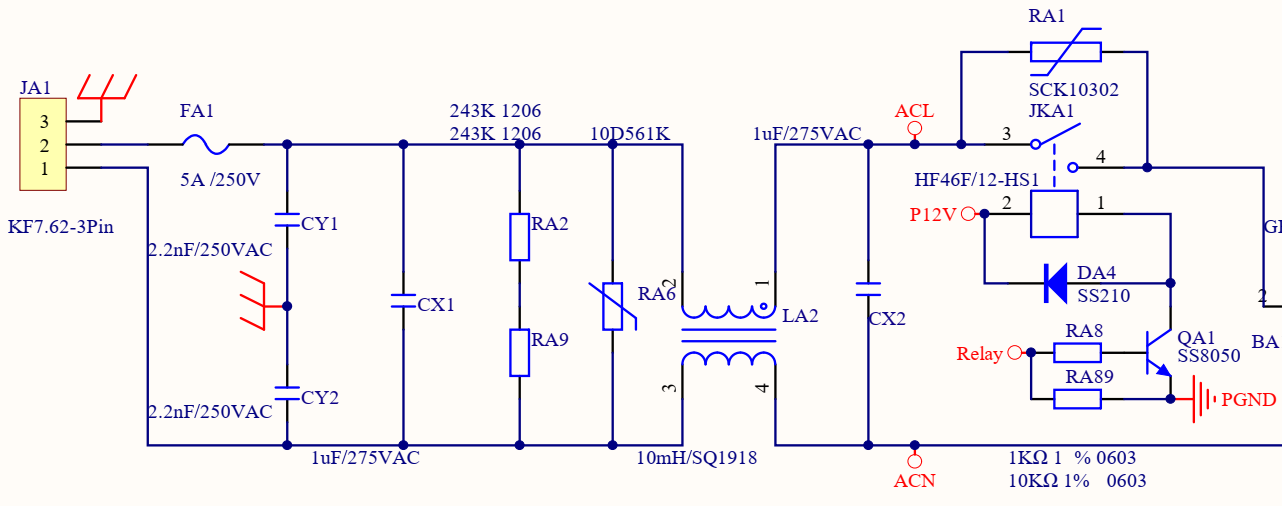 RA1
SCK10302
JA1
JKA1
FA1
243K 1206
243K 1206
10D561K
1uF/275VAC
ACL
3
2
1
3
4
5A /250V
HF46F/12-HS1
P12V
2
1
KF7.62-3Pin
CY1
2.2nF/250VAC
RA2
DA4
SS210
CX1
RA6
2
1
LA2
CX2
2
RA9
RA8
QA1
SS8050
BA
Relay
RA89
CY2
2.2nF/250VAC
3
4
PGND
1uF/275VAC
10mH/SQ1918
ACN
1KΩ 1 % 0603
10KΩ 1% 0603